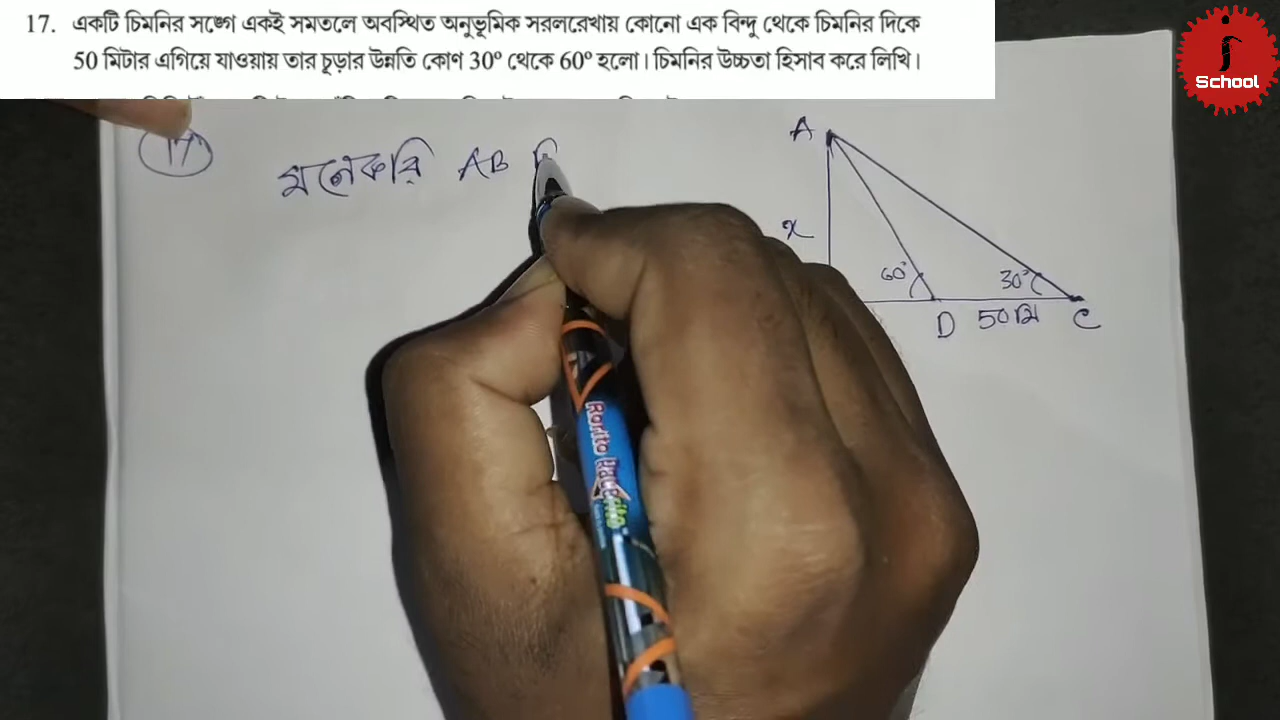 17. একটি চিমনির সঙ্গে একই সমতলে অবস্থিত অনুভূমিক সরলরেখায় কোনো এক বিন্দু থেকে চিমনির দিকে
50 মিটার এগিয়ে যাওয়ায় তার চূড়ার উন্নতি কোণ 30° থেকে 60° হলো। চিমনির উচ্চতা হিসাব করে লিখি।
School
17
মনেকরি AB
A
x
60° 30°
D 50মি C